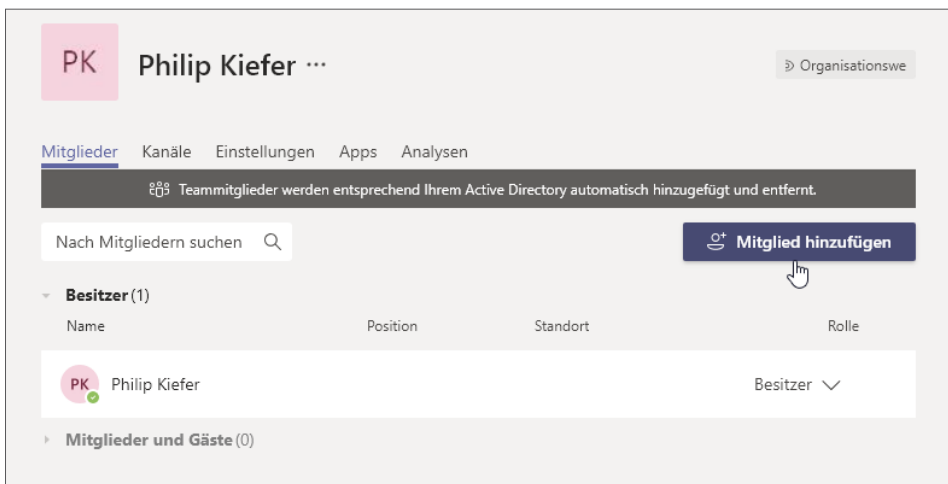 PK
Philip Kiefer ...
Organisationswe
Mitglieder Kanäle Einstellungen Apps Analysen
Teammitglieder werden entsprechend Ihrem Active Directory automatisch hinzugefügt und entfernt.
Nach Mitgliedern suchen
Mitglied hinzufügen
Besitzer (1)
Name Position Standort Rolle
PK Philip Kiefer Besitzer
Mitglieder und Gäste (0)